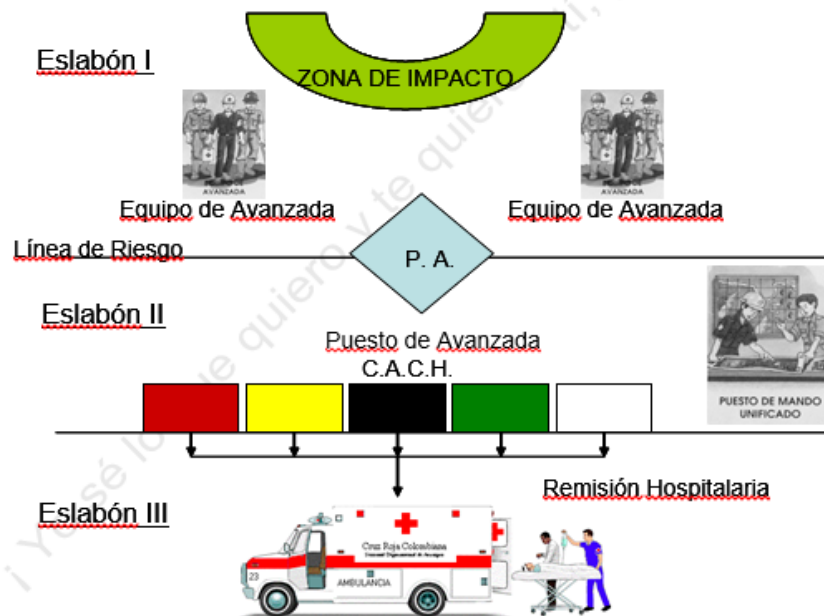 Eslabón I
ZONA DE IMPACTO
AVANZADA
AVANZADA
Equipo de Avanzada
Equipo de Avanzada
Línea de Riesgo
P. A.
Eslabón II
Puesto de Avanzada
C.A.C.H.
PUESTO DE MANDO
UNIFICADO
Remisión Hospitalaria
Eslabón III
Cruz Roja Colombiana
23
AMBULANCIA